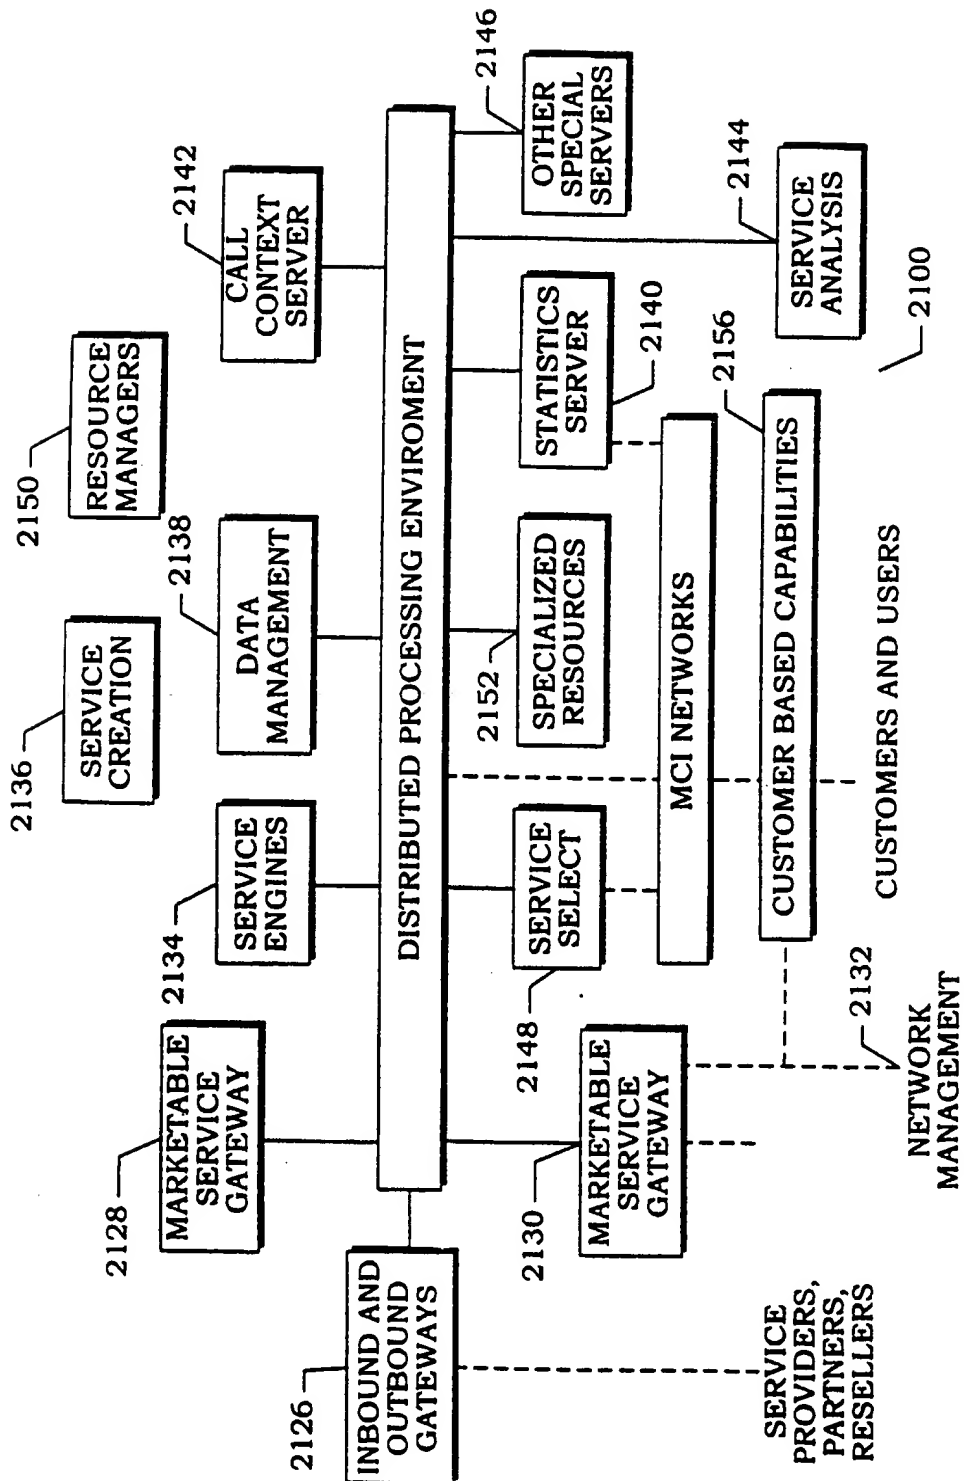 2136
SERVICE
CREATION
2150
RESOURCE
MANAGERS
2128
MARKETABLE
SERVICE
GATEWAY
2134
SERVICE
ENGINES
2138
DATA
MANAGEMENT
2142
CALL
CONTEXT
SERVER
2126
INBOUND AND
OUTBOUND
GATEWAYS
DISTRIBUTED PROCESSING ENVIROMENT
2130
MARKETABLE
SERVICE
GATEWAY
2148
SERVICE
SELECT
2152
SPECIALIZED
RESOURCES
STATISTICS
SERVER
2140
OTHER
SPECIAL
SERVERS
2146
MCI NETWORKS
CUSTOMER BASED CAPABILITIES
2156
SERVICE
ANALYSIS
2144
SERVICE
PROVIDERS,
PARTNERS,
RESELLERS
NETWORK
MANAGEMENT
2132
CUSTOMERS AND USERS
2100